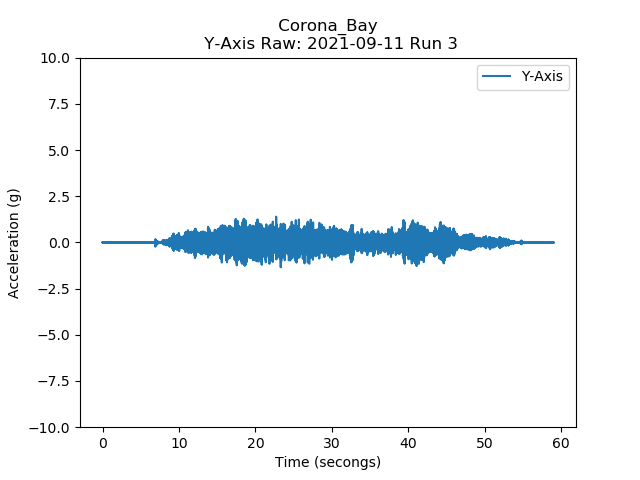 Corona_Bay
Y-Axis Raw: 2021-09-11 Run 3
Y-Axis
Acceleration (g)
10.0
7.5
5.0
2.5
0.0
−2.5
−5.0
−7.5
−10.0
0 10 20 30 40 50 60
Time (secongs)